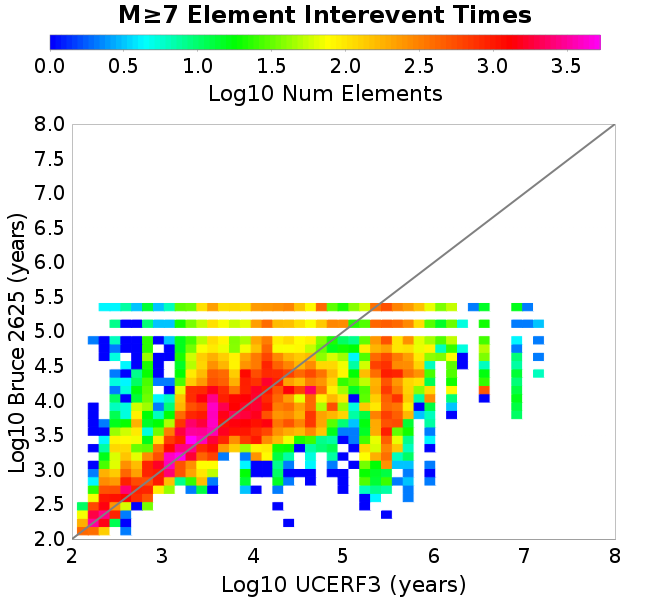 M≥7 Element Interevent Times
0.0 0.5 1.0 1.5 2.0 2.5 3.0 3.5
Log10 Num Elements
8.0
7.5
7.0
6.5
6.0
5.5
5.0
4.5
4.0
3.5
3.0
2.5
2.0
Log10 Bruce 2625 (years)
2 3 4 5 6 7 8
Log10 UCERF3 (years)